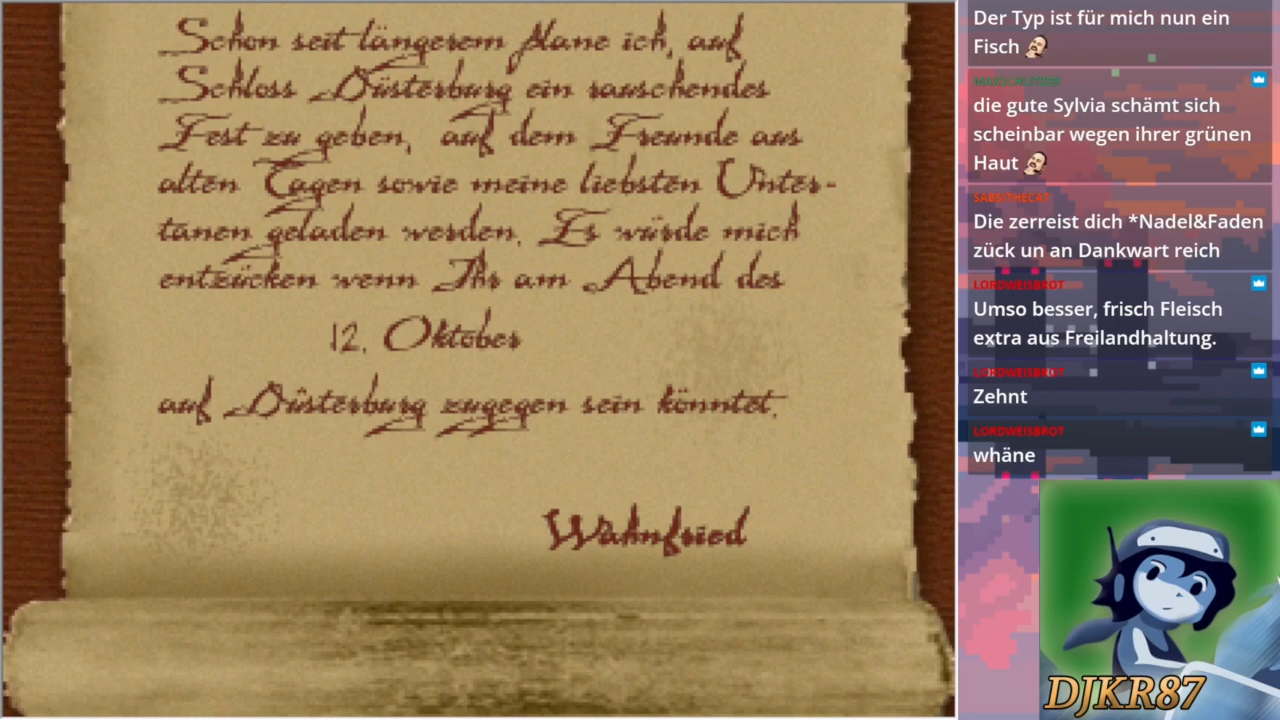 Schon seit längerem plane ich, auf
Schloss Düsterburg ein rauschendes
Fest zu geben, auf dem Freunde aus
alten Tagen sowie meine liebsten Unter-
tanen geladen werden. Es würde mich
entzücken wenn Ihr am Abend des
12. Oktober
auf Düsterburg zugegen sein könntet.
Wahnfried
Der Typ ist für mich nun ein
Fisch
die gute Sylvia schämt sich
scheinbar wegen ihrer grünen
Haut
SABSITHECAT
Die zerreist dich *Nadel&Faden
zück un an Dankwart reich
LORDWEISBROT
Umso besser, frisch Fleisch
extra aus Freilandhaltung.
LORDWEISBROT
Zehnt
LORDWEISBROT
whäne
DJKR87